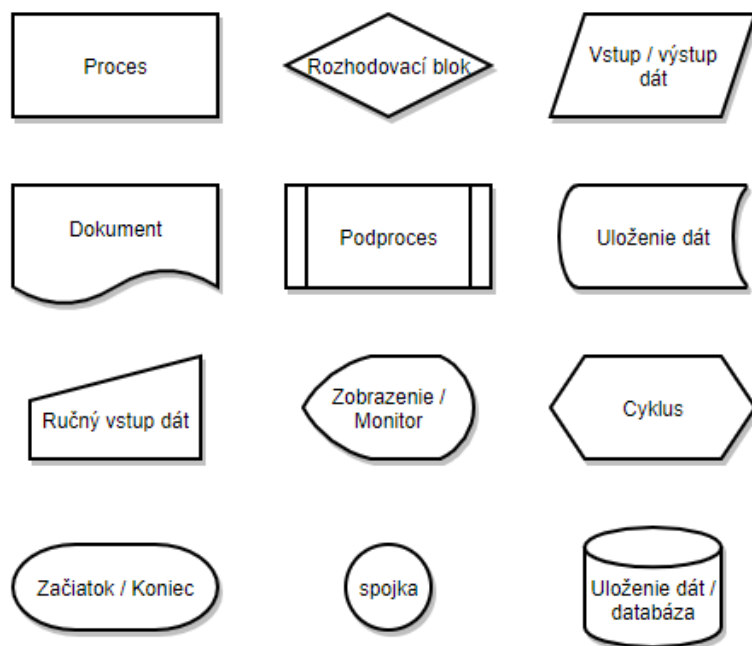 Proces
Rozhodovací blok
Vstup / výstup
dát
Dokument
Podproces
Uloženie dát
Ručný vstup dát
Zobrazenie /
Monitor
Cyklus
Začiatok / Koniec
spojka
Uloženie dát /
databáza